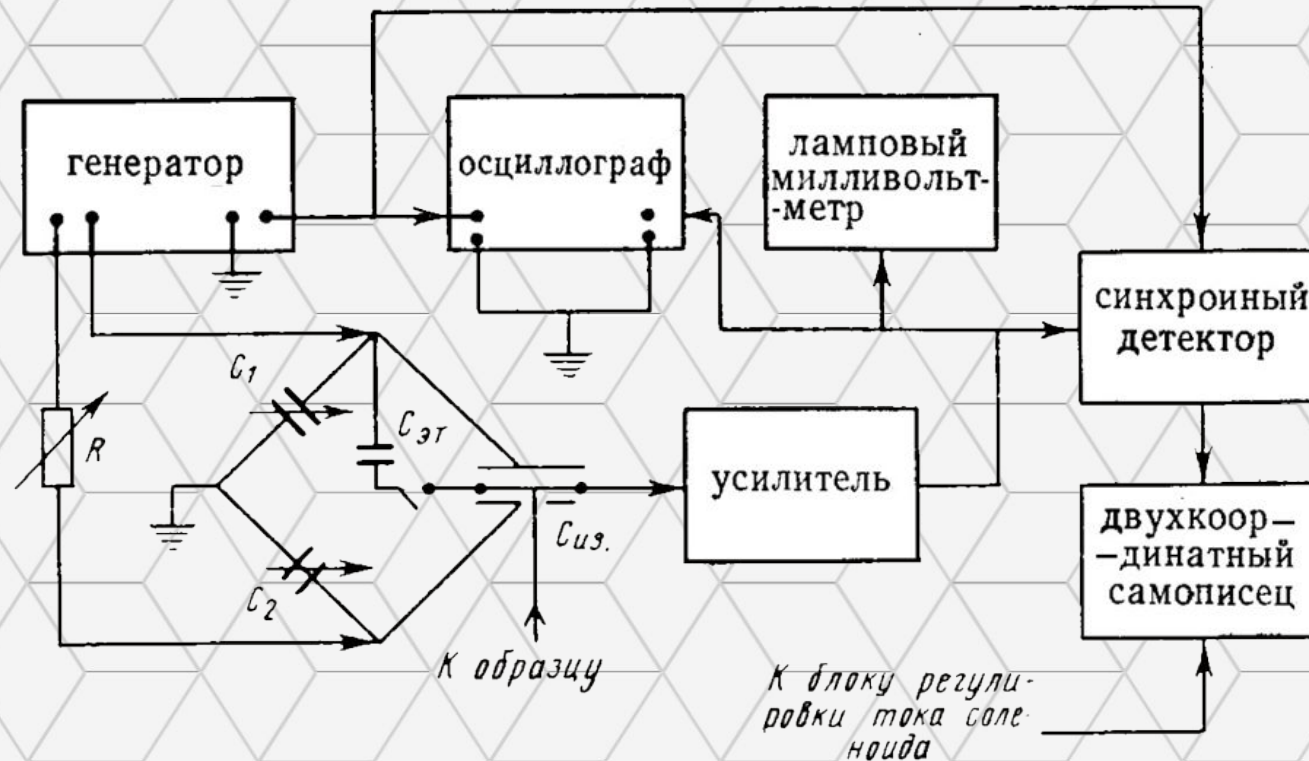 генератор
осциллограф
ламповый
милливольт-
-метр
синхроиный
детектор
C1
Cэт
R
усилитель
Cиз.
двухкоор-
-динатный
самописец
C2
К образцу
К блоку регули-
ровки тока соле-
ноида